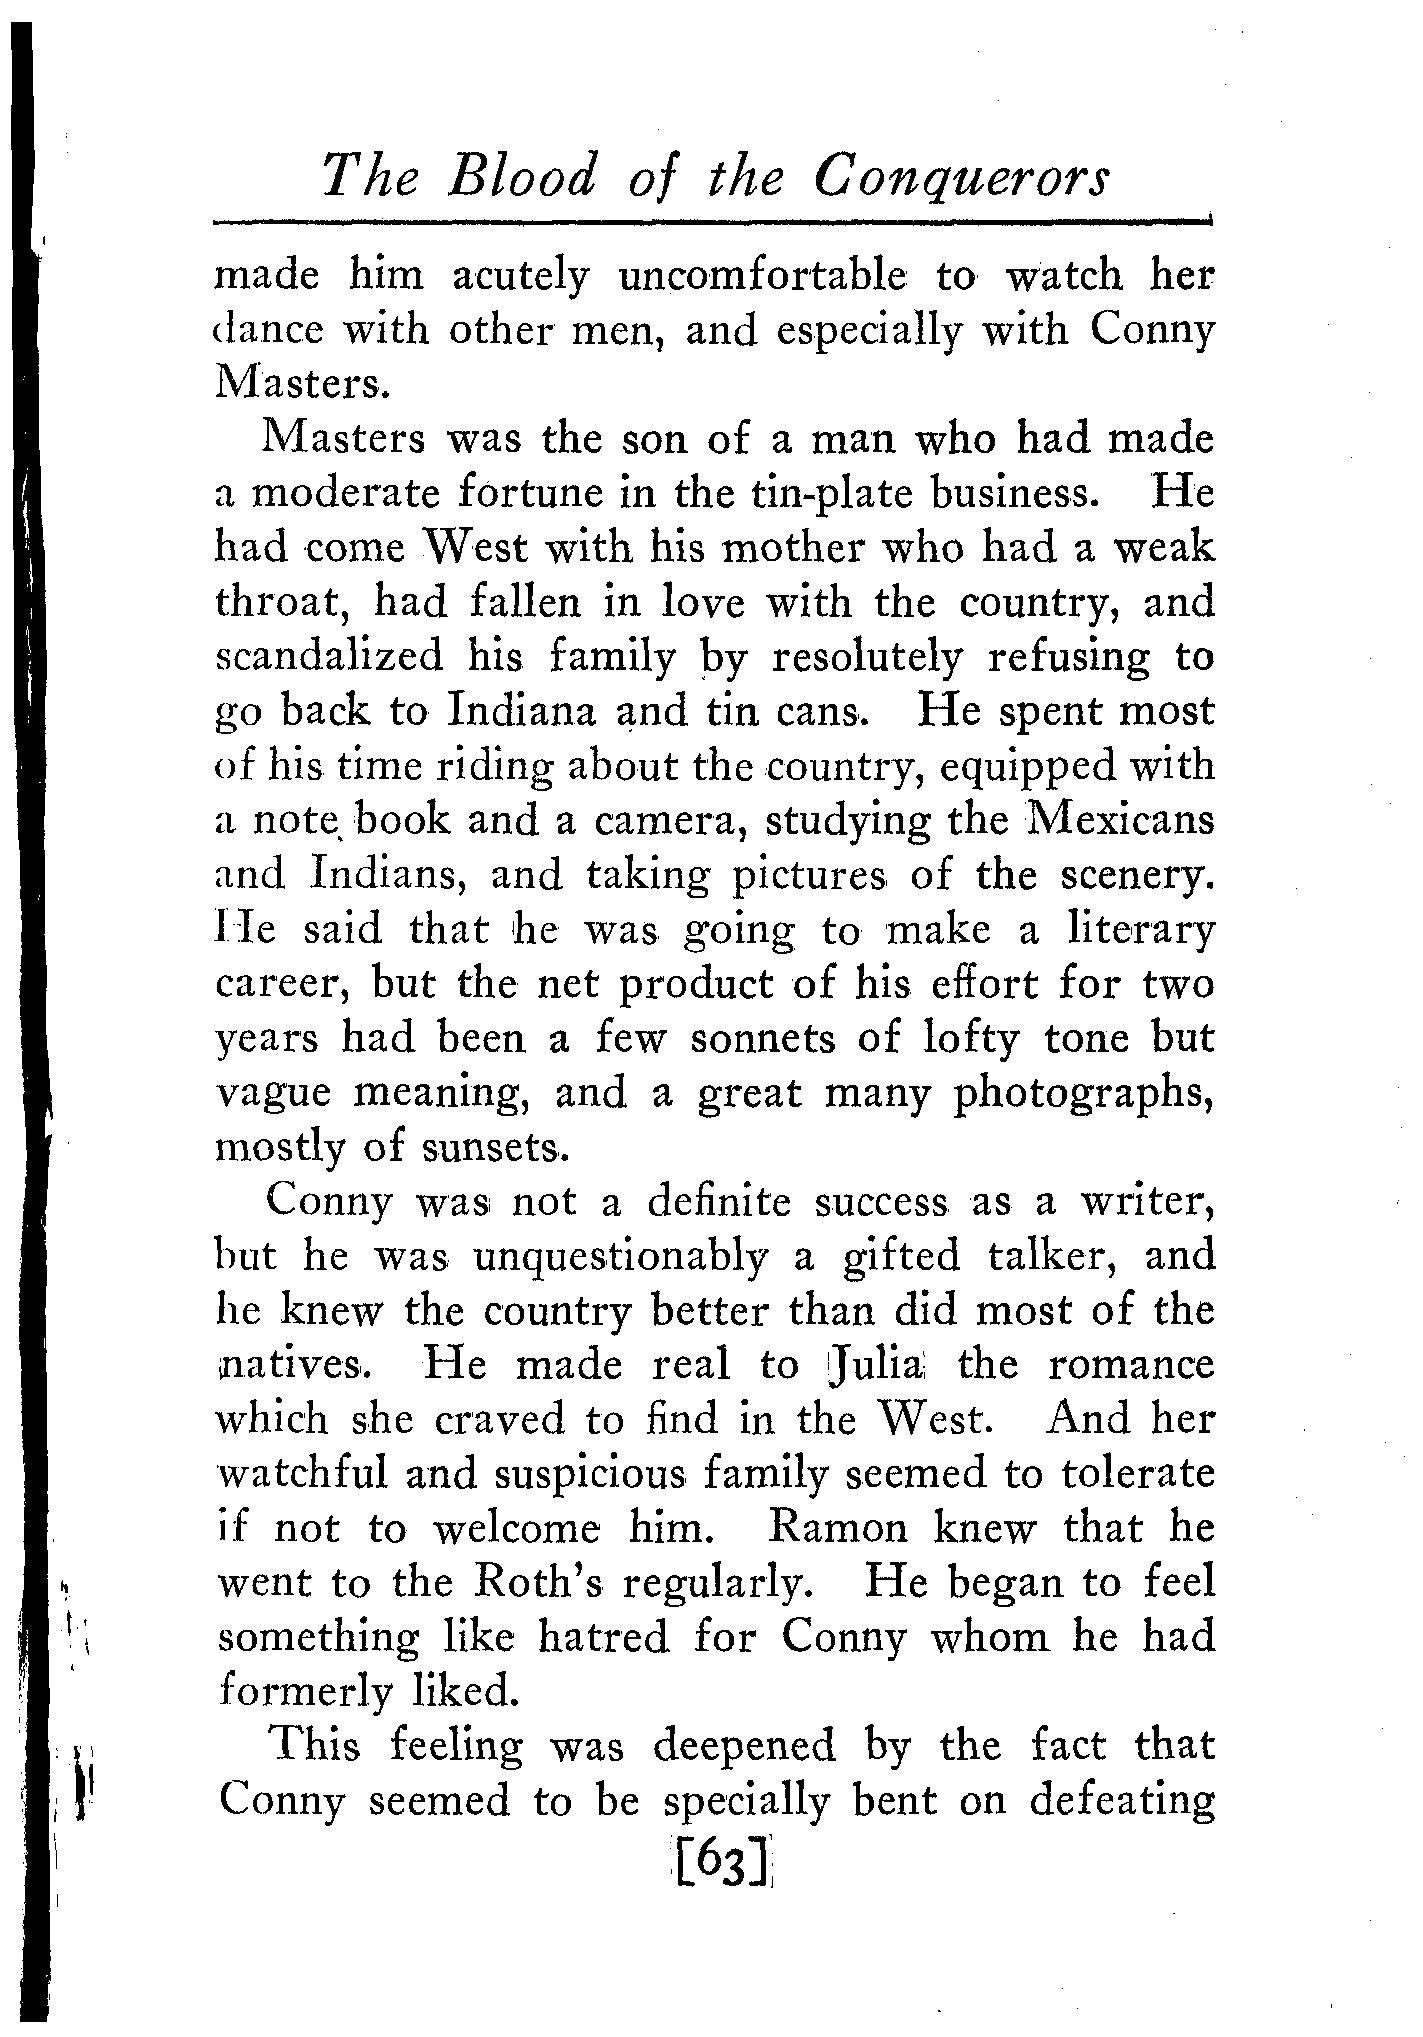 The Blood of the Conquerors
made him acutely uncomfortable to watch her
dance with other men, and especially with Conny
Masters.
Masters was the son of a man who had made
a moderate fortune in the tin-plate business. He
had come West with his mother who had a weak
throat, had fallen in love with the country, and
scandalized his family by resolutely refusing to
go back to Indiana and tin cans. He spent most
of his time riding about the country, equipped with
a note book and a camera, studying the Mexicans
and Indians, and taking pictures of the scenery.
He said that he was going to make a literary
career, but the net product of his effort for two
years had been a few sonnets of lofty tone but
vague meaning, and a great many photographs,
mostly of sunsets.
Conny was not a definite success as a writer,
but he was unquestionably a gifted talker, and
he knew the country better than did most of the
natives. He made real to Julia the romance
which she craved to find in the West. And her
watchful and suspicious family seemed to tolerate
if not to welcome him. Ramon knew that he
went to the Roth's regularly. He began to feel
something like hatred for Conny whom he had
formerly liked.
This feeling was deepened by the fact that
Conny seemed to be specially bent on defeating
[63]